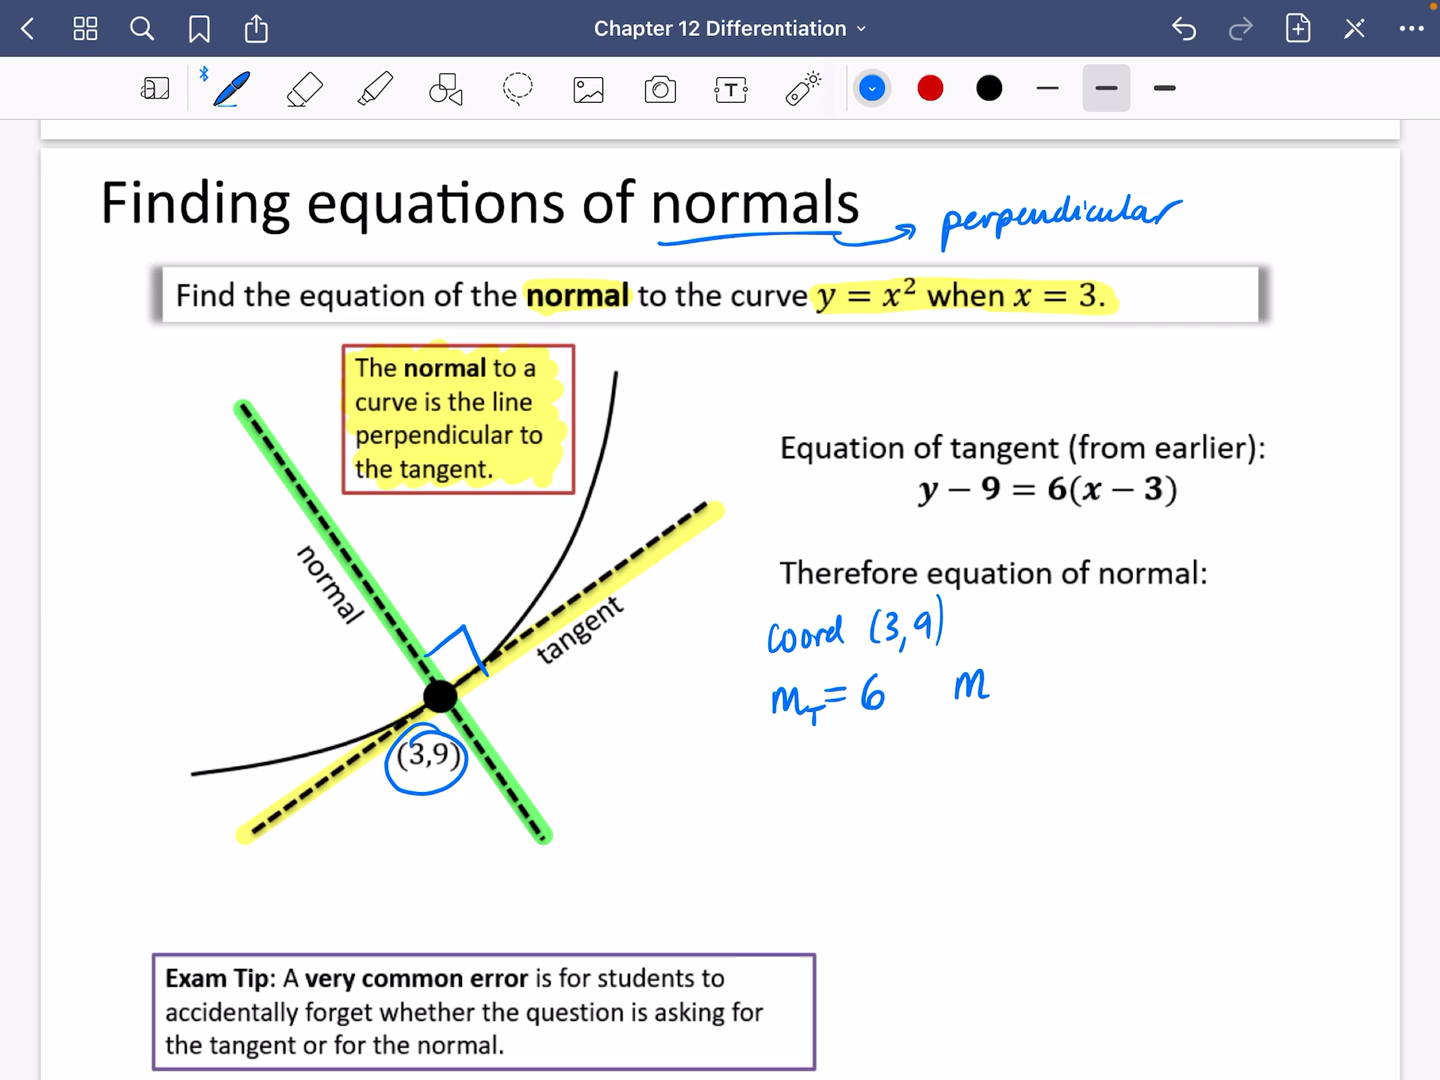 Chapter 12 Differentiation
Finding equations of normals
perpendicular
Find the equation of the normal to the curve y = x² when x = 3.
The normal to a
curve is the line
perpendicular to
the tangent.
normal
tangent
(3,9)
Equation of tangent (from earlier):
y − 9 = 6(x − 3)
Therefore equation of normal:
coord (3,9)
m_T = 6 m
Exam Tip: A very common error is for students to
accidentally forget whether the question is asking for
the tangent or for the normal.